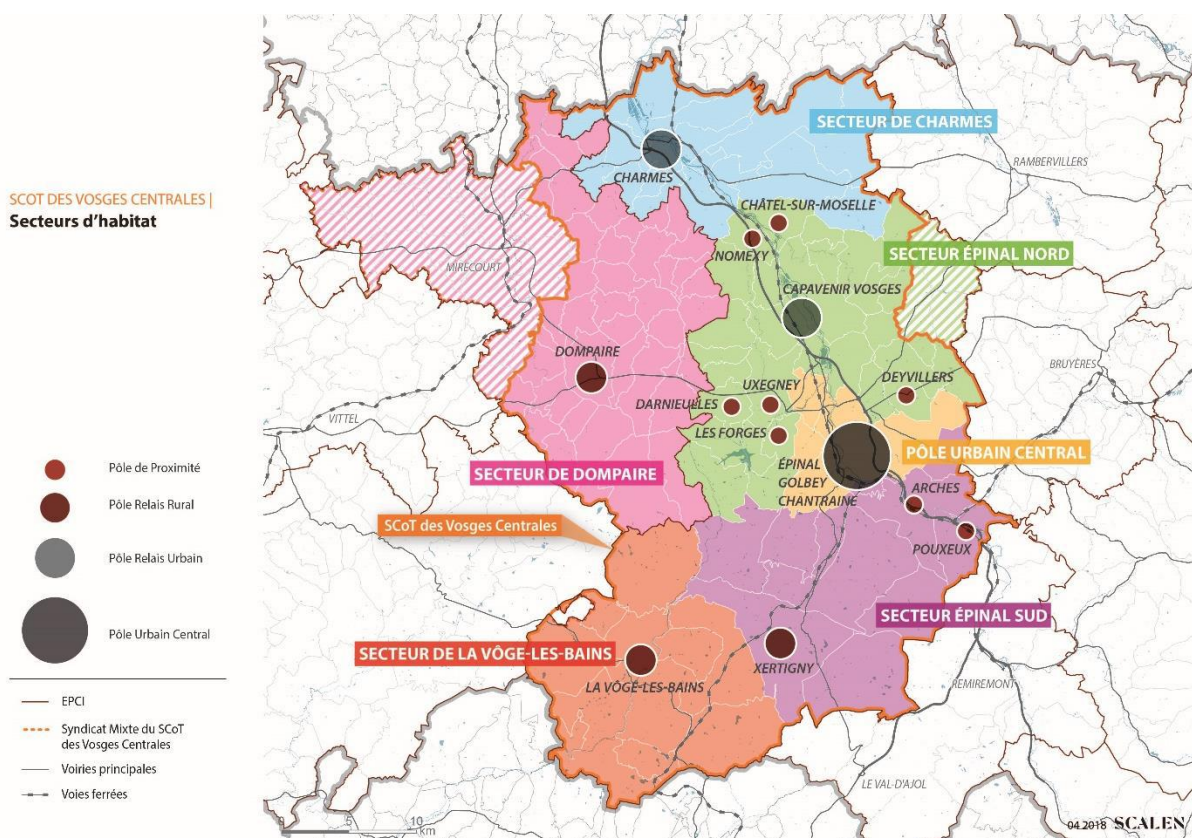 SCOT DES VOSGES CENTRALES |
Secteurs d'habitat
Pôle de Proximité
Pôle Relais Rural
Pôle Relais Urbain
Pôle Urbain Central
EPCI
Syndicat Mixte du SCoT
des Vosges Centrales
Voiries principales
Voies ferrées
SECTEUR DE CHARMES
CHARMES
RAMBERVILLERS
CHÂTEL-SUR-MOSELLE
NOMEXY
SECTEUR ÉPINAL NORD
MIRECOURT
CAPAVENIR VOSGES
DOMPAIRE
BRUYÈRES
UXEGNEY
DEYVILLERS
DARNIEULLES
VITTEL
LES FORGES
SECTEUR DE DOMPAIRE
ÉPINAL
GOLBEY
CHANTRAINE
PÔLE URBAIN CENTRAL
ARCHES
SCoT des Vosges Centrales
POUXEUX
SECTEUR ÉPINAL SUD
SECTEUR DE LA VÔGE-LES-BAINS
XERTIGNY
LA VÔGE-LES-BAINS
REMIREMONT
LE VAL-D'AJOL
0 5 10
km
04 2018 SCALEN